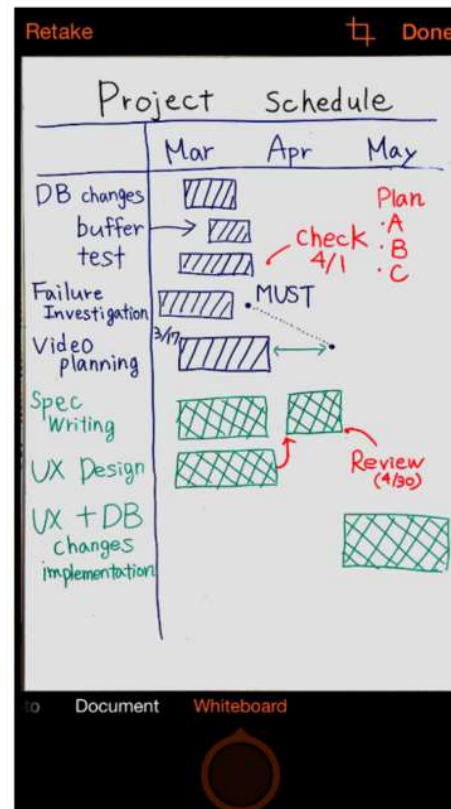 Retake
Done
Project Schedule
Mar Apr May
DB changes
buffer
test
Failure
Investigation
3/17
Video
planning
Spec
Writing
UX Design
UX + DB
changes
implementation
Check
4/1
Plan
·A
·B
·C
MUST
Review
(4/30)
to Document Whiteboard